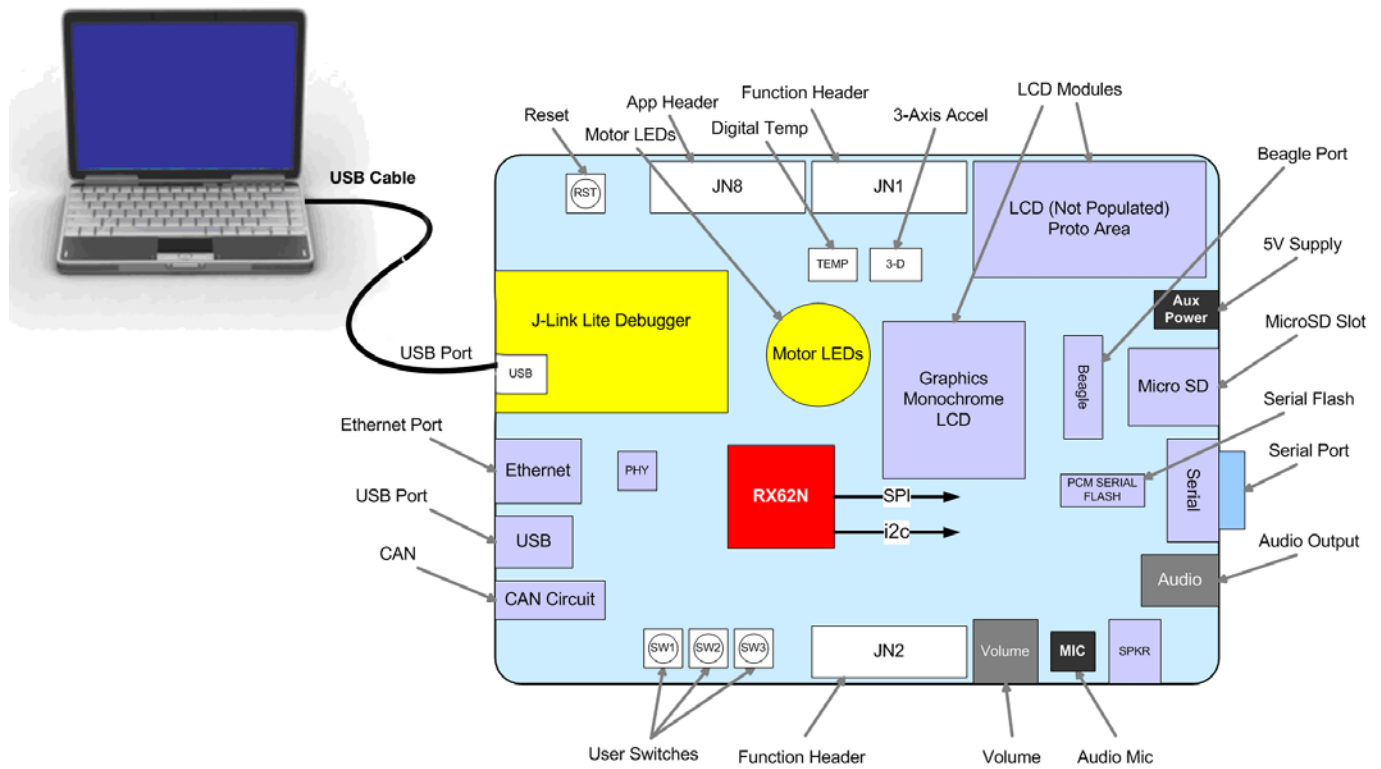 Function Header
LCD Modules
App Header
3-Axis Accel
Reset
Motor LEDs
Digital Temp
Beagle Port
USB Cable
RST
JN8
JN1
LCD (Not Populated)
Proto Area
5V Supply
TEMP
3-D
Aux
Power
J-Link Lite Debugger
MicroSD Slot
USB Port
USB
Motor LEDs
Graphics
Monochrome
LCD
Beagle
Micro SD
Serial Flash
Ethernet Port
Ethernet
PHY
RX62N
SPI
PCM SERIAL
FLASH
Serial
Serial Port
USB Port
USB
i2c
Audio Output
CAN
CAN Circuit
Audio
SW1
SW2
SW3
JN2
Volume
MIC
SPKR
User Switches
Function Header
Volume
Audio Mic